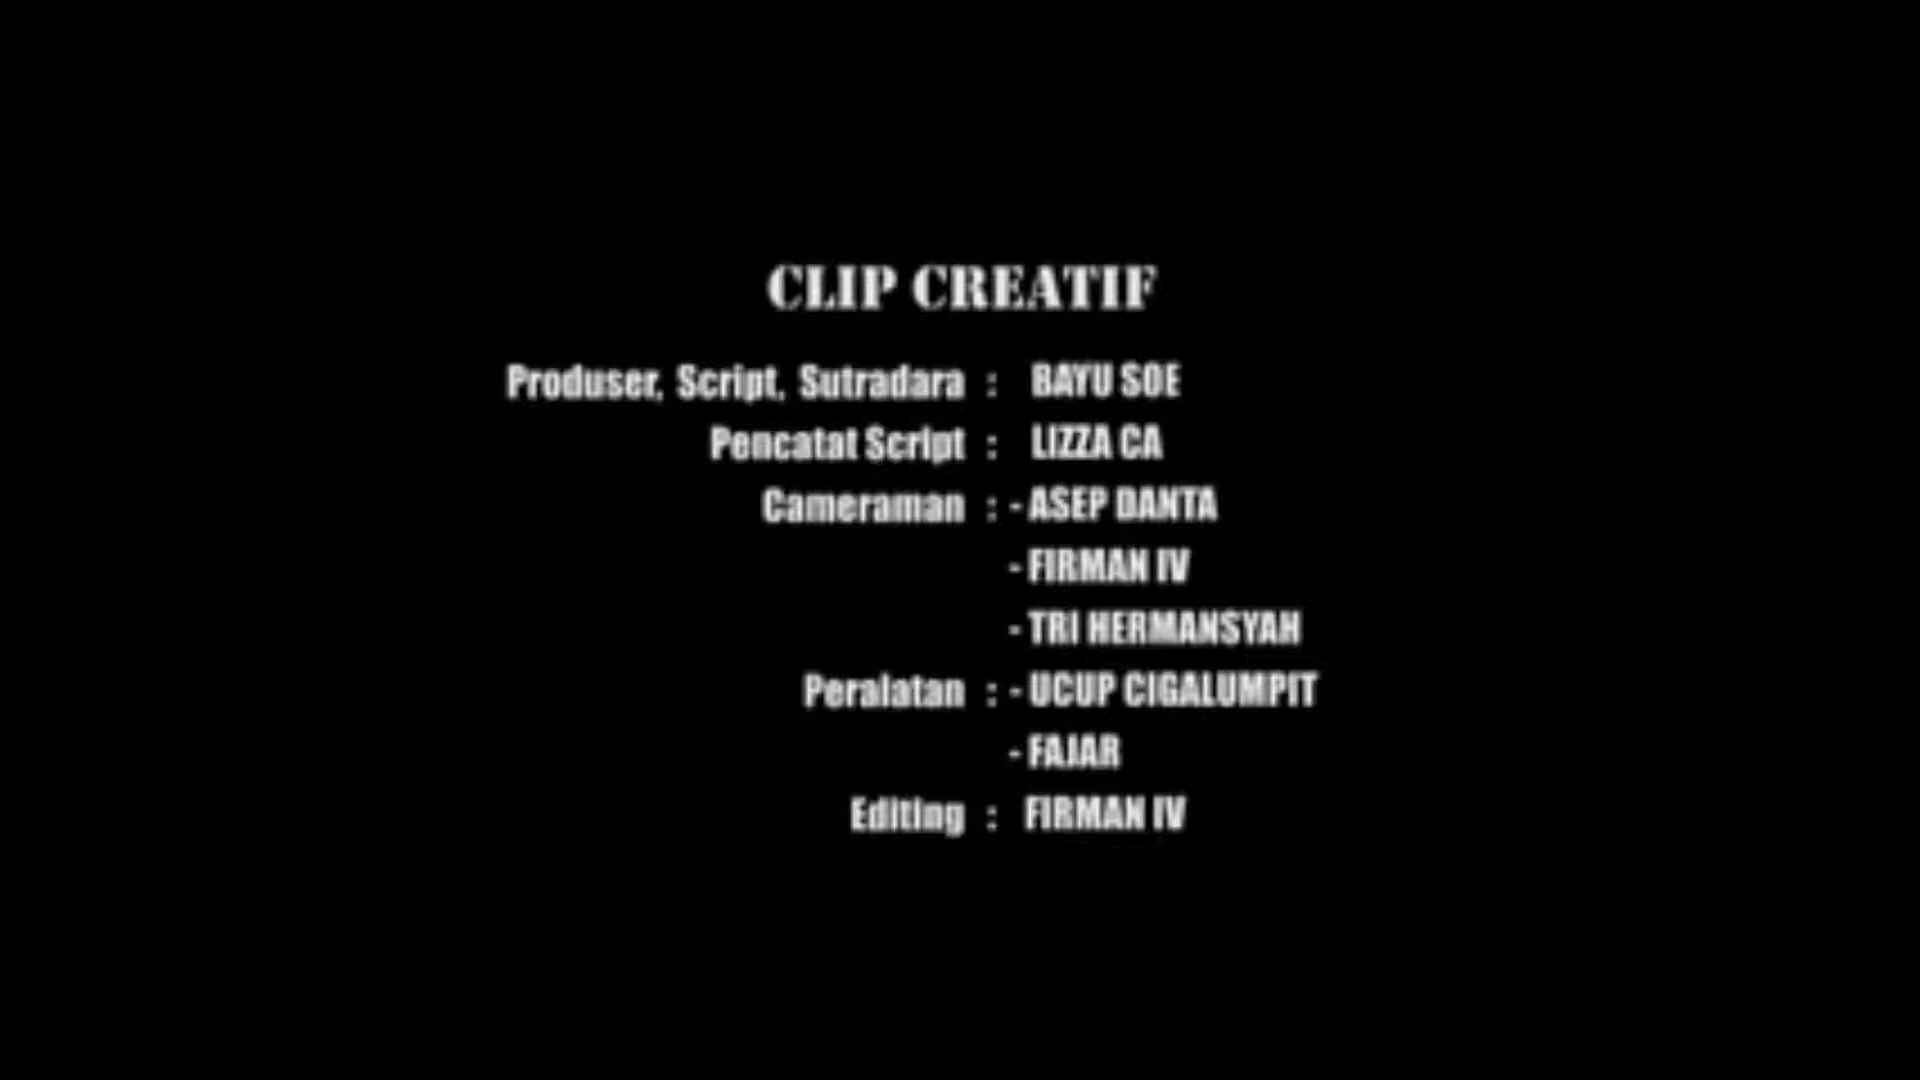 CLIP CREATIF
Produser, Script, Sutradara : BAYU SOE
Pencatat Script : LIZZA CA
Cameraman : - ASEP DANTA
- FIRMAN IV
- TRI HERMANSYAH
Peralatan : - UCUP CIGALUMPIT
- FAJAR
Editing : FIRMAN IV